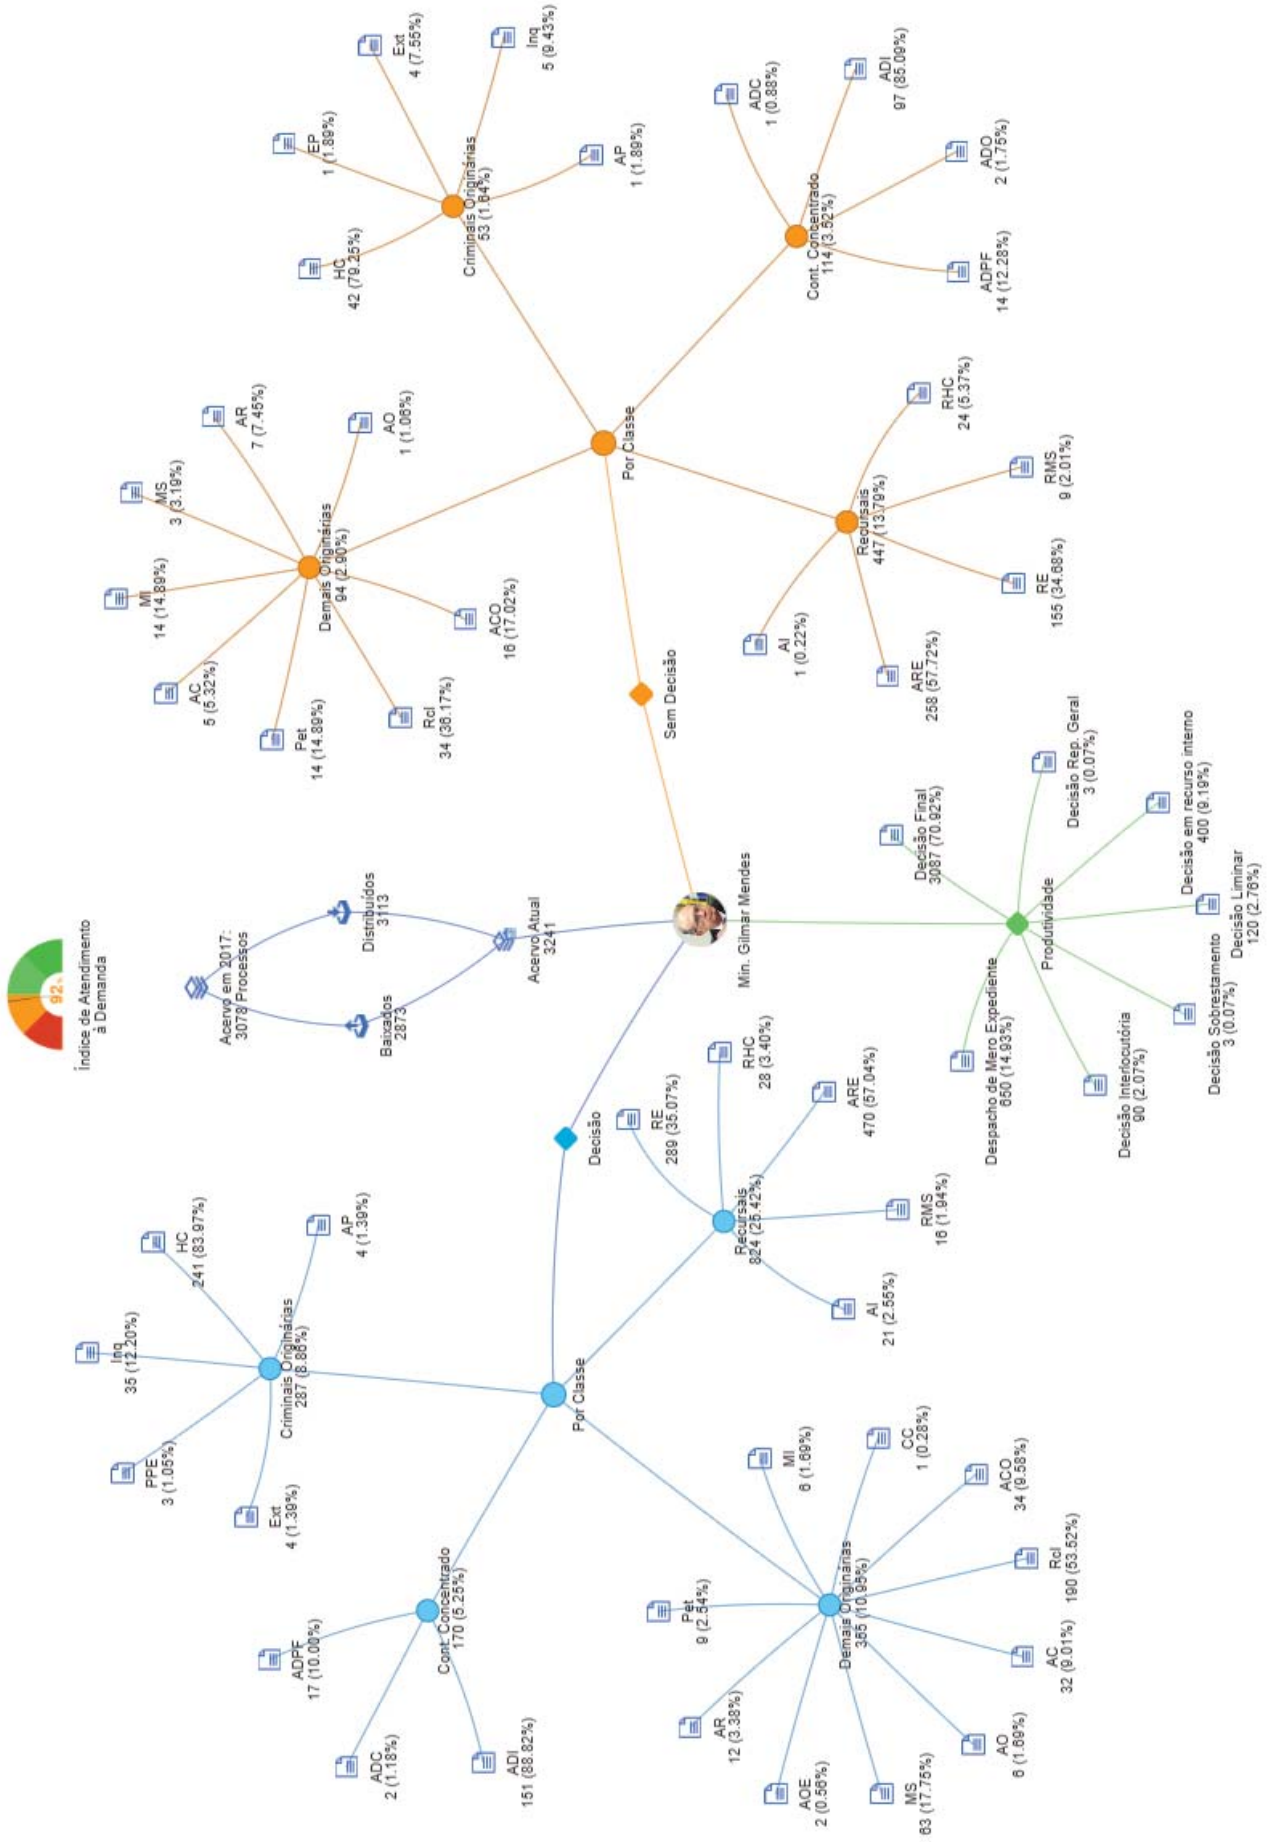 92%
Índice de Atendimento
à Demanda
Acervo em 2017:
3078 Processos
Distribuídos
3113
Baixados
2873
Acervo Atual
3241
Min. Gilmar Mendes
Decisão
Por Classe
Criminais Originárias
287 (8.86%)
HC
241 (83.97%)
AP
4 (1.39%)
Inq
35 (12.20%)
PPE
3 (1.05%)
Ext
4 (1.39%)
Cont. Concentrado
170 (5.25%)
ADPF
17 (10.00%)
ADC
2 (1.18%)
ADI
151 (88.82%)
Recursais
824 (25.42%)
RE
289 (35.07%)
RHC
28 (3.40%)
ARE
470 (57.04%)
RMS
16 (1.94%)
AI
21 (2.55%)
Demais Originárias
355 (10.95%)
MI
6 (1.69%)
CC
1 (0.28%)
ACO
34 (9.58%)
Rcl
190 (53.52%)
AC
32 (9.01%)
AO
6 (1.69%)
MS
63 (17.75%)
AOE
2 (0.56%)
AR
12 (3.38%)
Pet
9 (2.54%)
Sem Decisão
Por Classe
Demais Originárias
94 (2.90%)
AR
7 (7.45%)
AO
1 (1.06%)
MS
3 (3.19%)
MI
14 (14.89%)
AC
5 (5.32%)
Pet
14 (14.89%)
Rcl
34 (36.17%)
ACO
16 (17.02%)
Criminais Originárias
53 (1.64%)
HC
42 (79.25%)
EP
1 (1.89%)
Ext
4 (7.55%)
Inq
5 (9.43%)
AP
1 (1.89%)
Cont. Concentrado
114 (3.52%)
ADC
1 (0.88%)
ADI
97 (85.09%)
ADO
2 (1.75%)
ADPF
14 (12.28%)
Recursais
447 (13.79%)
RHC
24 (5.37%)
RMS
9 (2.01%)
RE
155 (34.68%)
ARE
258 (57.72%)
AI
1 (0.22%)
Produtividade
Decisão Final
3087 (70.92%)
Decisão Rep. Geral
3 (0.07%)
Decisão em recurso interno
400 (9.19%)
Decisão Liminar
120 (2.76%)
Decisão Sobrestamento
3 (0.07%)
Decisão Interlocutória
90 (2.07%)
Despacho de Mero Expediente
650 (14.93%)